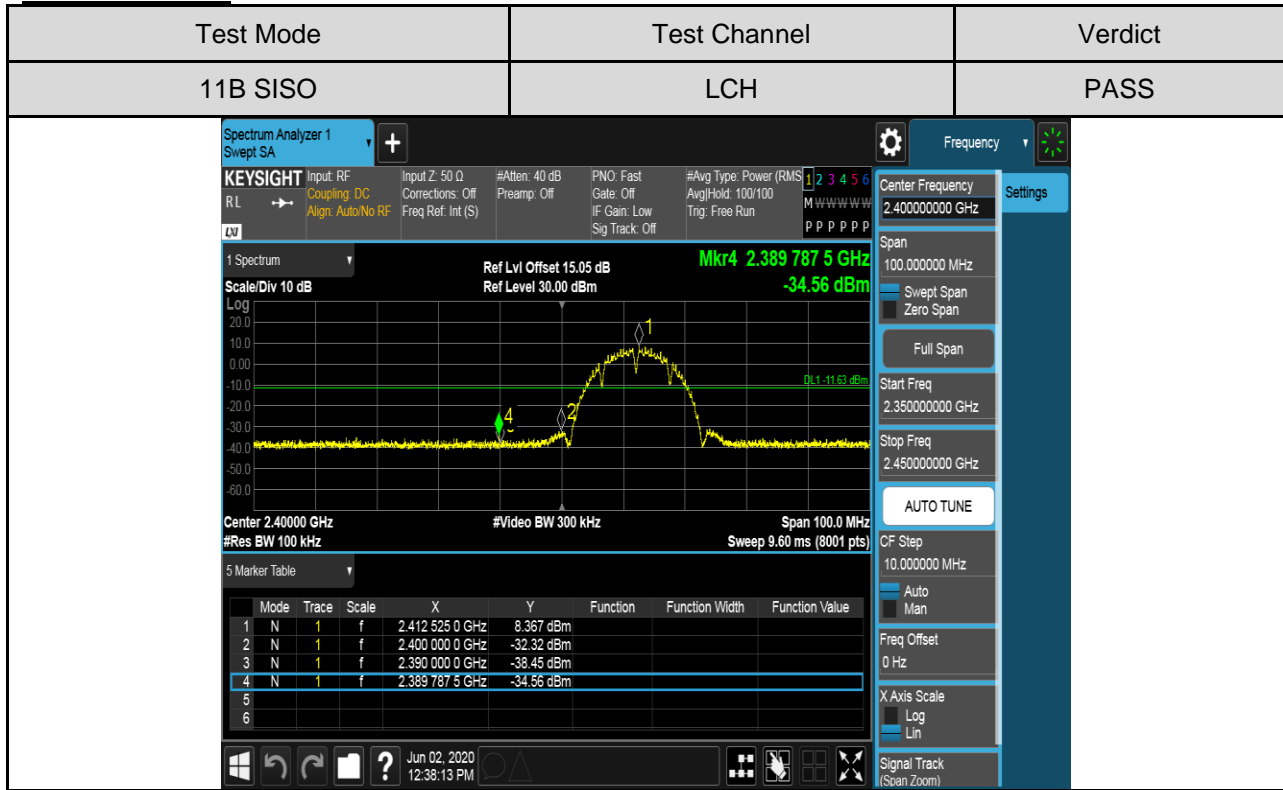 Test Mode Test Channel Verdict
11B SISO LCH PASS
Spectrum Analyzer 1
Swept SA
+
Frequency
KEYSIGHT
RL
LXI
Input: RF
Coupling: DC
Align: Auto/No RF
Input Z: 50 Ω
Corrections: Off
Freq Ref: Int (S)
#Atten: 40 dB
Preamp: Off
PNO: Fast
Gate: Off
IF Gain: Low
Sig Track: Off
#Avg Type: Power (RMS
Avg|Hold: 100/100
Trig: Free Run
1 2 3 4 5 6
M W W W W W
P P P P P P
1 Spectrum
Scale/Div 10 dB
Ref Lvl Offset 15.05 dB
Ref Level 30.00 dBm
Mkr4 2.389 787 5 GHz
-34.56 dBm
Log
20.0
10.0
0.00
-10.0
-20.0
-30.0
-40.0
-50.0
-60.0
1
2
4
DL1 -11.63 dBm
Center 2.40000 GHz
#Res BW 100 kHz
#Video BW 300 kHz
Span 100.0 MHz
Sweep 9.60 ms (8001 pts)
5 Marker Table
Mode Trace Scale X Y Function Function Width Function Value
1 N 1 f 2.412 525 0 GHz 8.367 dBm
2 N 1 f 2.400 000 0 GHz -32.32 dBm
3 N 1 f 2.390 000 0 GHz -38.45 dBm
4 N 1 f 2.389 787 5 GHz -34.56 dBm
5
6
?
Jun 02, 2020
12:38:13 PM
Center Frequency
2.400000000 GHz
Settings
Span
100.000000 MHz
Swept Span
Zero Span
Full Span
Start Freq
2.350000000 GHz
Stop Freq
2.450000000 GHz
AUTO TUNE
CF Step
10.000000 MHz
Auto
Man
Freq Offset
0 Hz
X Axis Scale
Log
Lin
Signal Track
(Span Zoom)